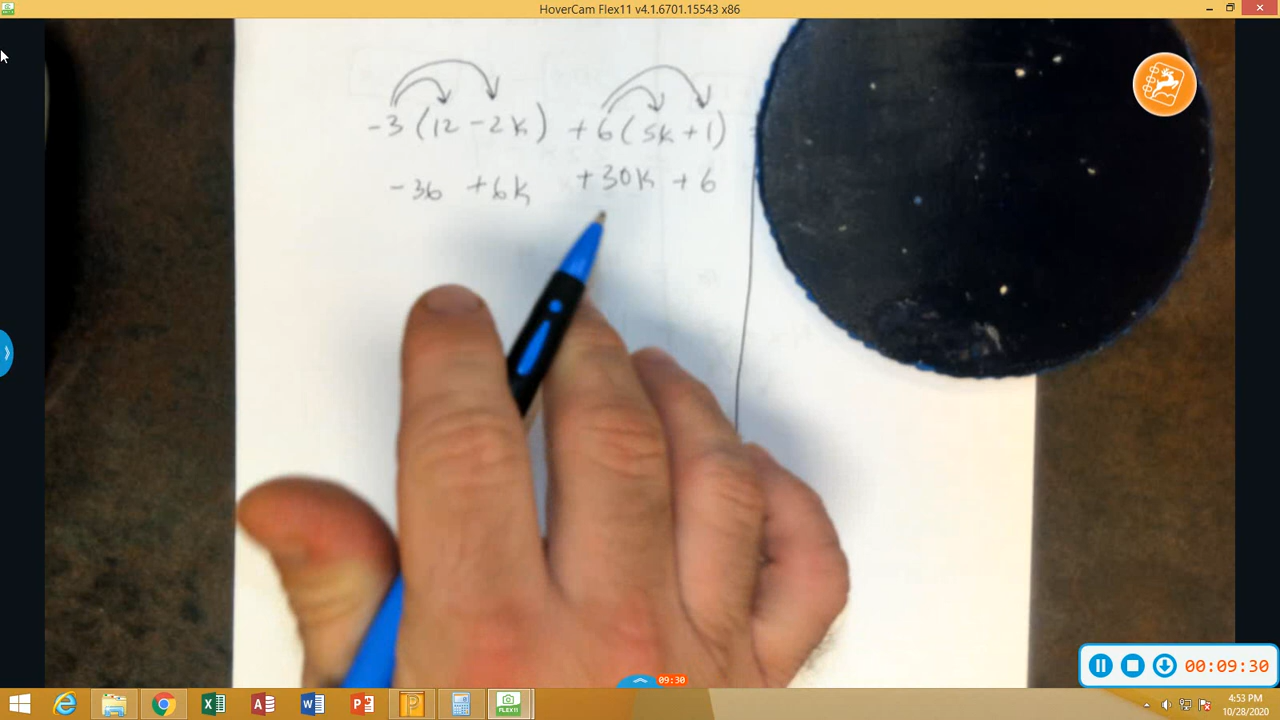 HoverCam Flex11 v4.1.6701.15543 x86
-3(12 -2k) +6(5k+1) =
-36 +6k +30k +6
00:09:30
09:30
FLEX11
4:53 PM
10/28/2020